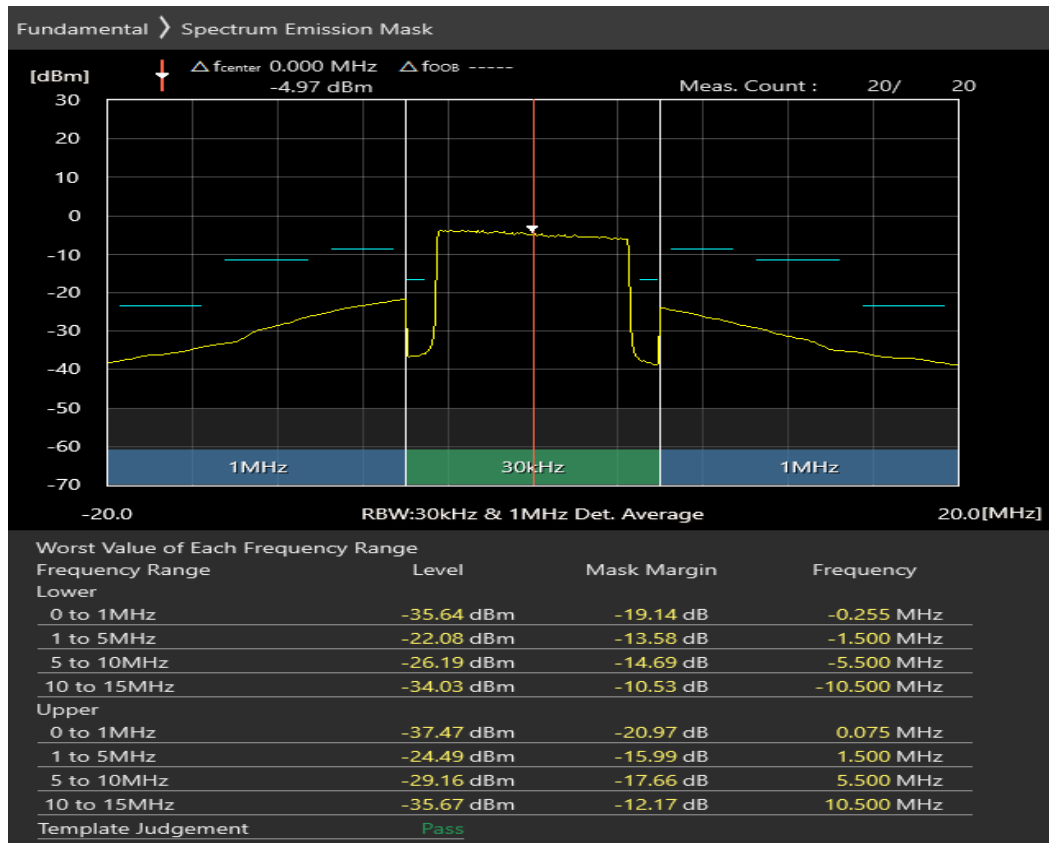 Fundamental ❯ Spectrum Emission Mask
[dBm] △ fcenter 0.000 MHz △ fOOB -----
-4.97 dBm Meas. Count : 20/ 20
30
20
10
0
-10
-20
-30
-40
-50
-60
1MHz 30kHz 1MHz
-70
-20.0 RBW:30kHz & 1MHz Det. Average 20.0[MHz]
Worst Value of Each Frequency Range
Frequency Range Level Mask Margin Frequency
Lower
0 to 1MHz -35.64 dBm -19.14 dB -0.255 MHz
1 to 5MHz -22.08 dBm -13.58 dB -1.500 MHz
5 to 10MHz -26.19 dBm -14.69 dB -5.500 MHz
10 to 15MHz -34.03 dBm -10.53 dB -10.500 MHz
Upper
0 to 1MHz -37.47 dBm -20.97 dB 0.075 MHz
1 to 5MHz -24.49 dBm -15.99 dB 1.500 MHz
5 to 10MHz -29.16 dBm -17.66 dB 5.500 MHz
10 to 15MHz -35.67 dBm -12.17 dB 10.500 MHz
Template Judgement Pass